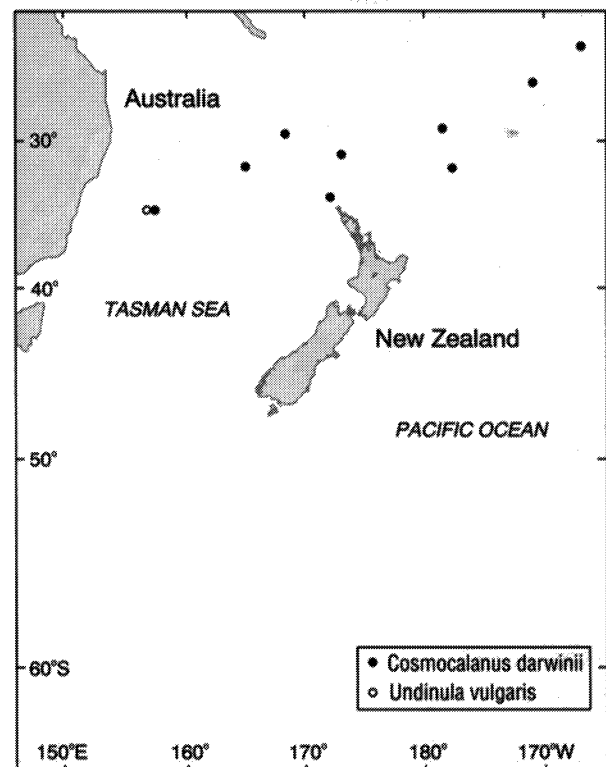 Australia
30°
40°
TASMAN SEA
New Zealand
PACIFIC OCEAN
50°
60°S
Cosmocalanus darwinii
Undinula vulgaris
150°E 160° 170° 180° 170°W